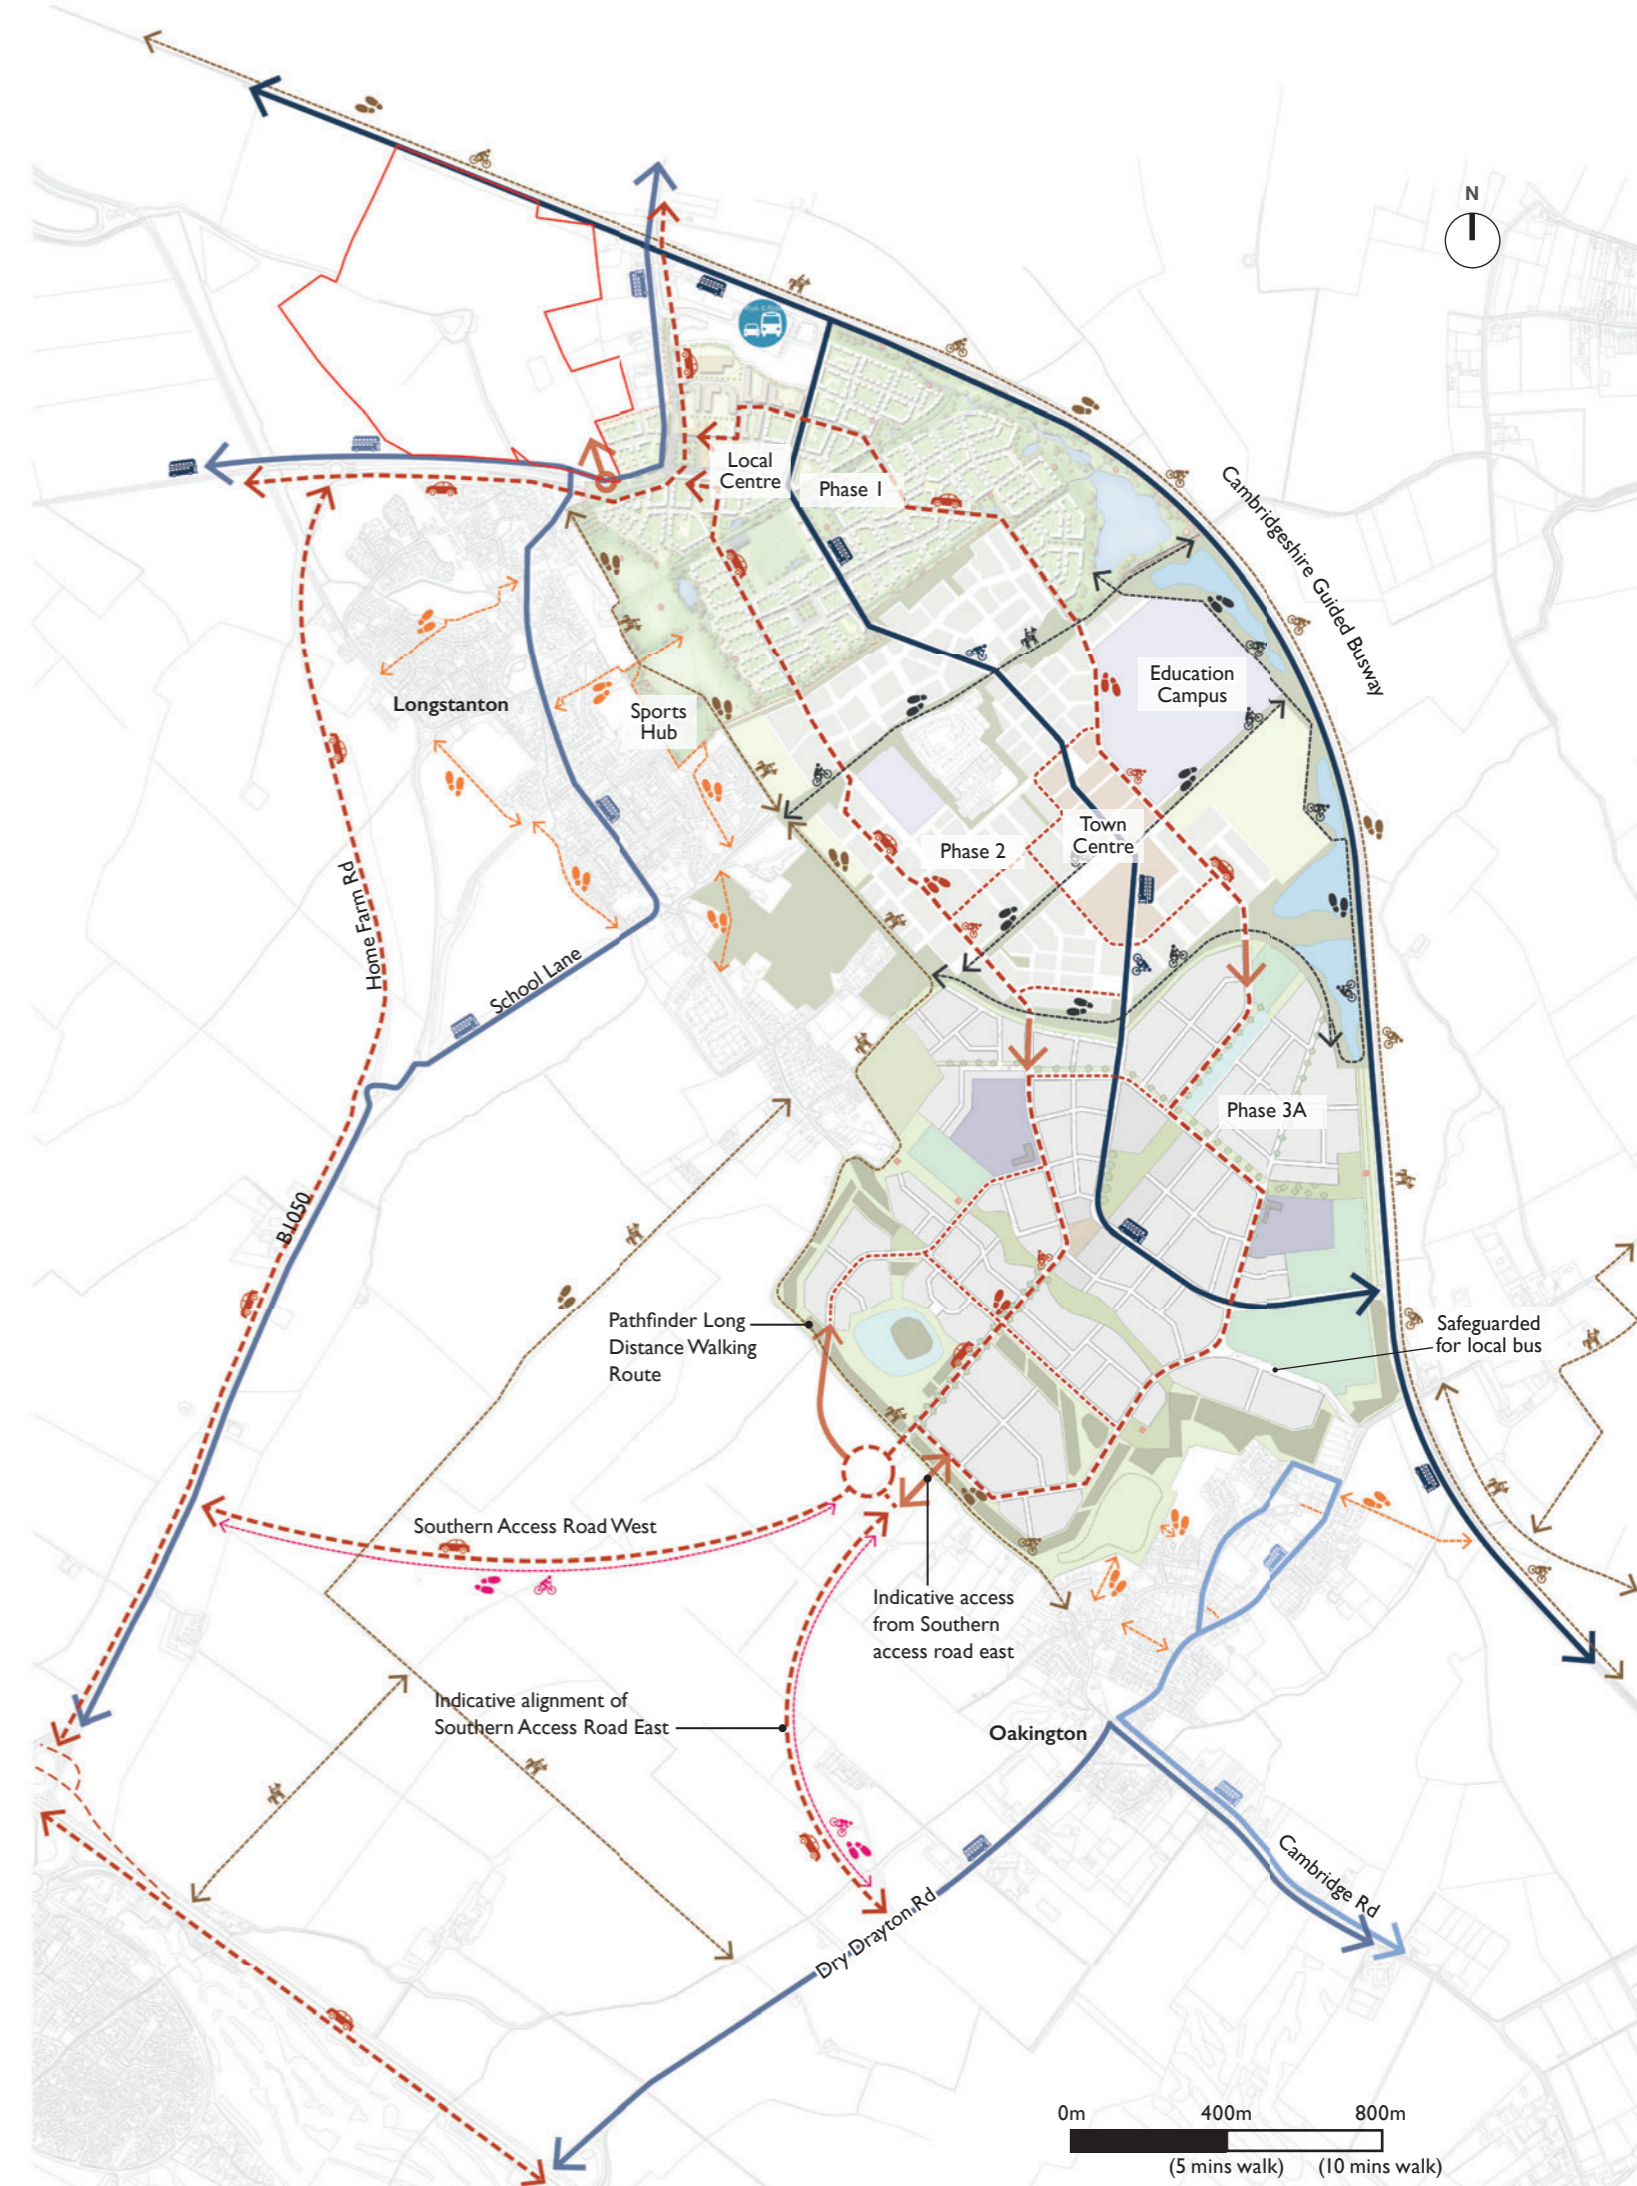 N
Cambridgeshire Guided Busway
Local
Centre
Phase 1
Education
Campus
Longstanton
Sports
Hub
Town
Centre
Phase 2
Home Farm Rd
School Lane
Phase 3A
B1050
Pathfinder Long
Distance Walking
Route
Safeguarded
for local bus
Southern Access Road West
Indicative access
from Southern
access road east
Indicative alignment of
Southern Access Road East
Oakington
Cambridge Rd
Dry Drayton Rd
0m 400m 800m
(5 mins walk) (10 mins walk)